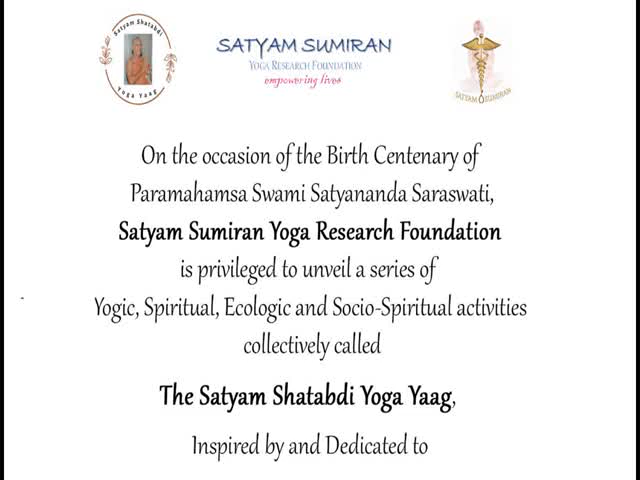 Satyam Shatabdi
Yoga Yaag
SATYAM SUMIRAN
YOGA RESEARCH FOUNDATION
empowering lives
SATYAM SUMIRAN
On the occasion of the Birth Centenary of
Paramahamsa Swami Satyananda Saraswati,
Satyam Sumiran Yoga Research Foundation
is privileged to unveil a series of
Yogic, Spiritual, Ecologic and Socio-Spiritual activities
collectively called
The Satyam Shatabdi Yoga Yaag,
Inspired by and Dedicated to